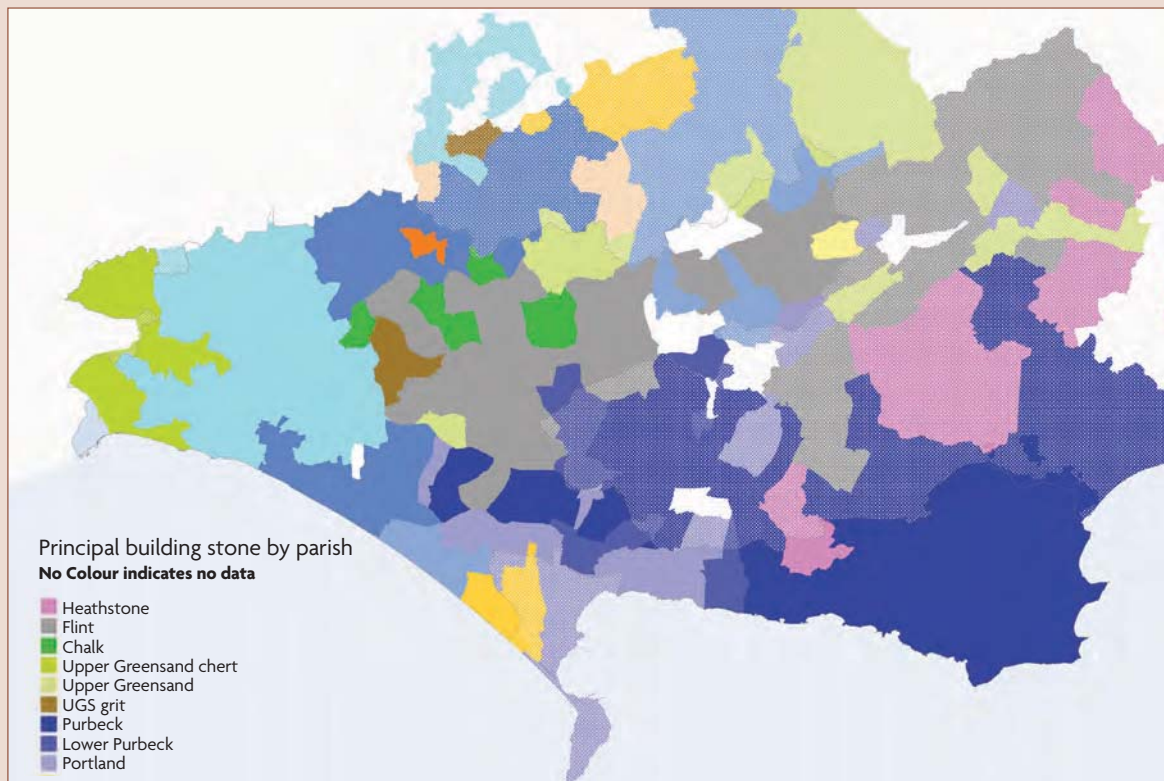 Principal building stone by parish
No Colour indicates no data
Heathstone
Flint
Chalk
Upper Greensand chert
Upper Greensand
UGS grit
Purbeck
Lower Purbeck
Portland